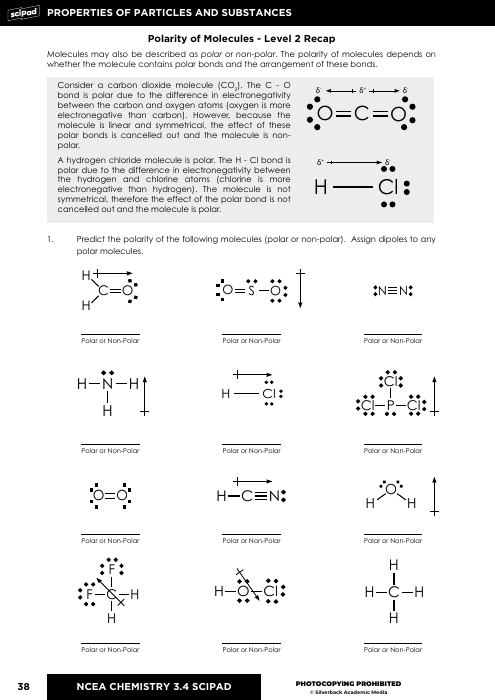 scipad PROPERTIES OF PARTICLES AND SUBSTANCES
Polarity of Molecules - Level 2 Recap
Molecules may also be described as polar or non-polar. The polarity of molecules depends on
whether the molecule contains polar bonds and the arrangement of these bonds.
Consider a carbon dioxide molecule (CO2). The C - O
bond is polar due to the difference in electronegativity
between the carbon and oxygen atoms (oxygen is more
electronegative than carbon). However, because the
molecule is linear and symmetrical, the effect of these
polar bonds is cancelled out and the molecule is non-
polar.
δ- δ+ δ-
O=C=O
A hydrogen chloride molecule is polar. The H - Cl bond is
polar due to the difference in electronegativity between
the hydrogen and chlorine atoms (chlorine is more
electronegative than hydrogen). The molecule is not
symmetrical, therefore the effect of the polar bond is not
cancelled out and the molecule is polar.
δ+ δ-
H — Cl
1. Predict the polarity of the following molecules (polar or non-polar). Assign dipoles to any
polar molecules.
H
C=O
H
O=S–O
N≡N
Polar or Non-Polar Polar or Non-Polar Polar or Non-Polar
H–N–H
H
H — Cl
Cl
Cl–P–Cl
Polar or Non-Polar Polar or Non-Polar Polar or Non-Polar
O=O
H–C≡N
O
H H
Polar or Non-Polar Polar or Non-Polar Polar or Non-Polar
F
F–C–H
H
H–O–Cl
H
H–C–H
H
Polar or Non-Polar Polar or Non-Polar Polar or Non-Polar
38 NCEA CHEMISTRY 3.4 SCIPAD PHOTOCOPYING PROHIBITED
© Silverback Academic Media